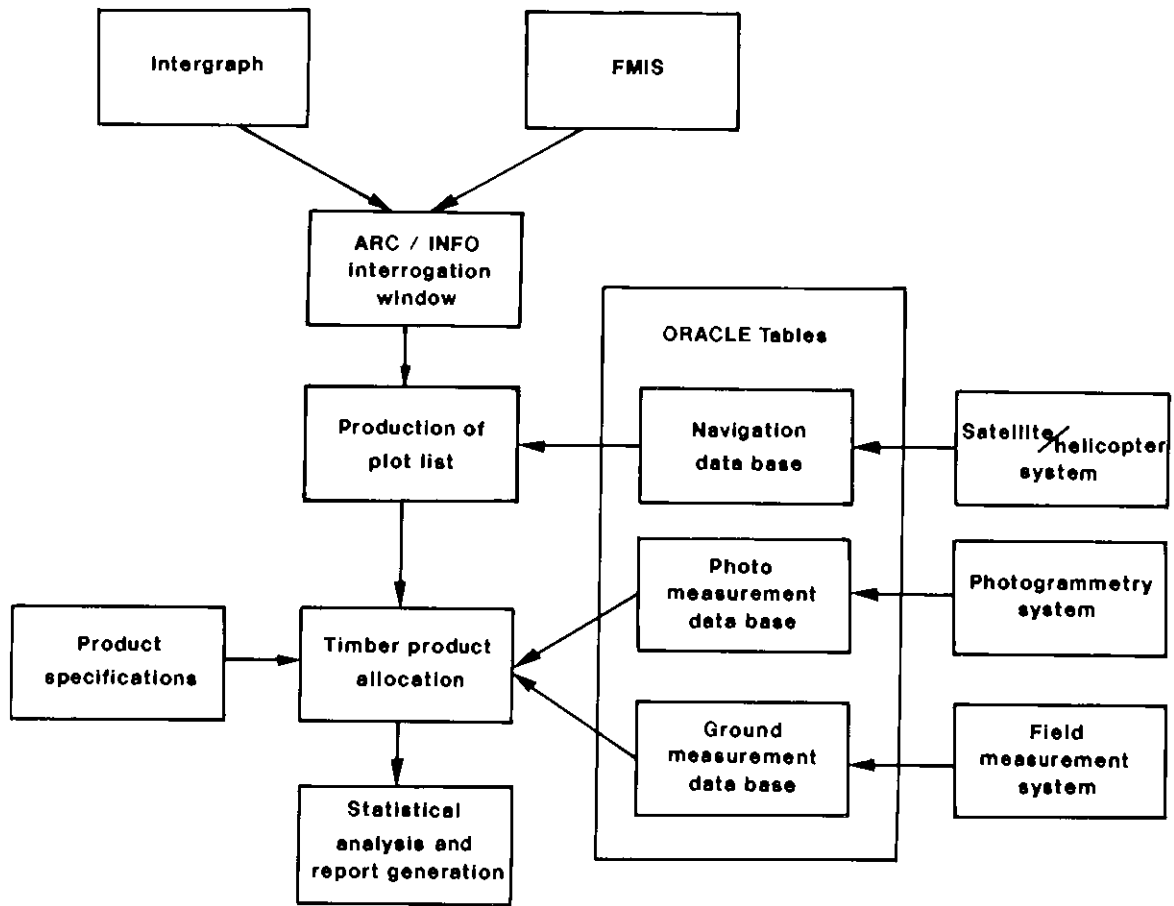 Intergraph
FMIS
ARC / INFO
interrogation
window
ORACLE Tables
Production of
plot list
Navigation
data base
Satellite/helicopter
system
Photo
measurement
data base
Photogrammetry
system
Product
specifications
Timber product
allocation
Ground
measurement
data base
Field
measurement
system
Statistical
analysis and
report generation